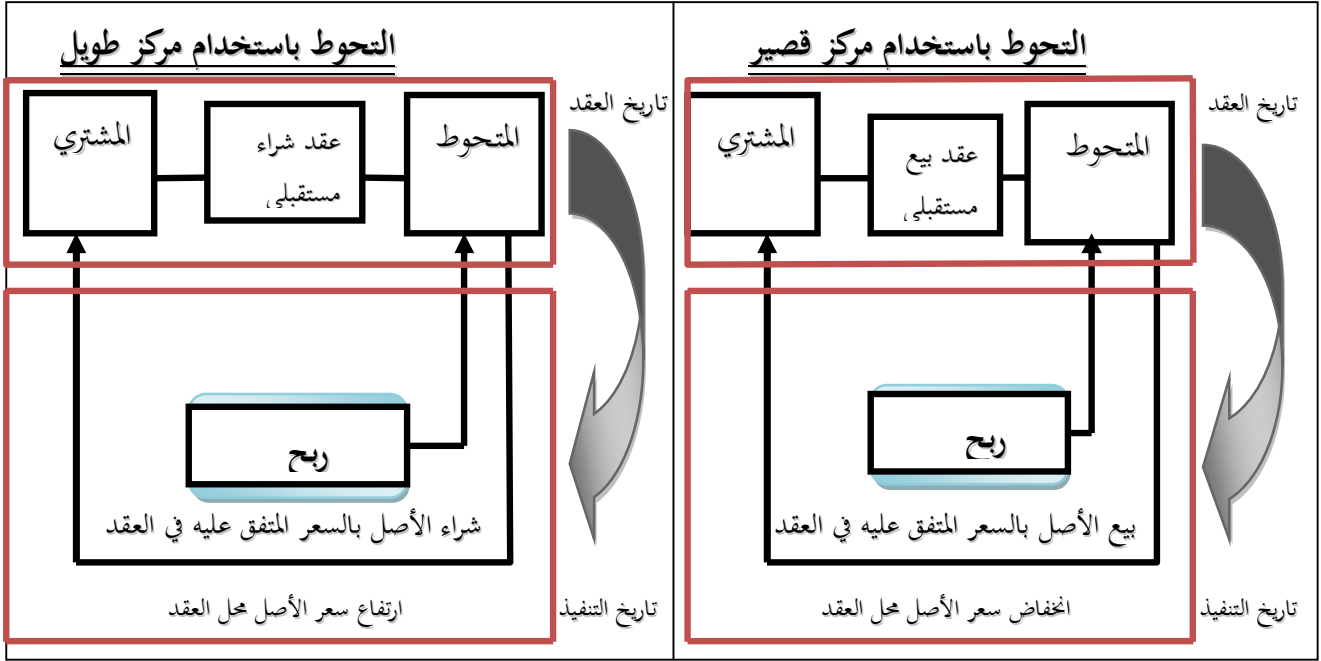 التحوط باستخدام مركز قصير
تاريخ العقد
المتحوط
عقد بيع
مستقبلي
المشتري
ربح
بيع الأصل بالسعر المتفق عليه في العقد
انخفاض سعر الأصل محل العقد
تاريخ التنفيذ
التحوط باستخدام مركز طويل
تاريخ العقد
المتحوط
عقد شراء
مستقبلي
المشتري
ربح
شراء الأصل بالسعر المتفق عليه في العقد
ارتفاع سعر الأصل محل العقد
تاريخ التنفيذ